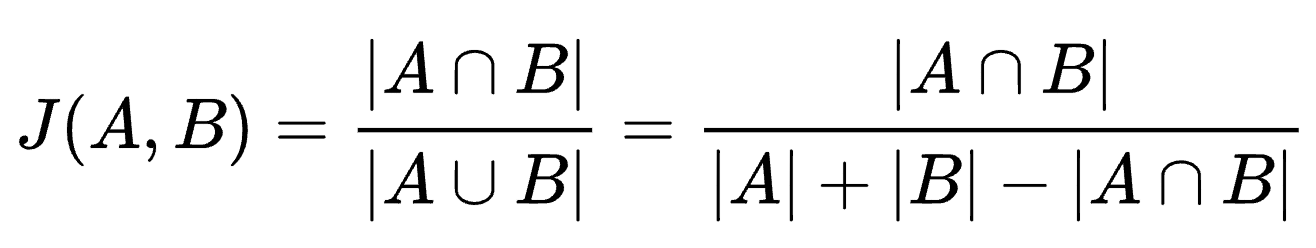 J(A, B) = |A ∩ B| / |A ∪ B| = |A ∩ B| / (|A| + |B| − |A ∩ B|)